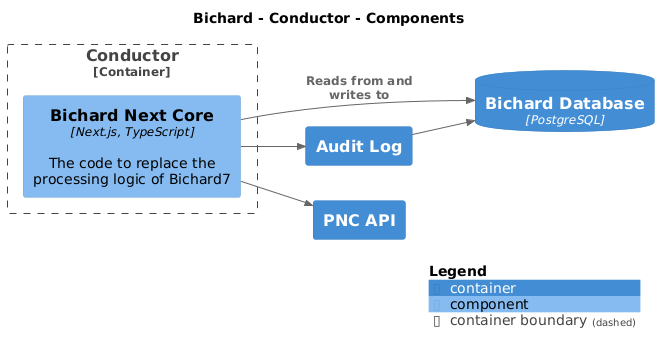 Bichard - Conductor - Components
Conductor
[Container]
Bichard Next Core
[Next.js, TypeScript]
The code to replace the
processing logic of Bichard7
Reads from and
writes to
Audit Log
PNC API
Bichard Database
[PostgreSQL]
Legend
container
component
container boundary (dashed)